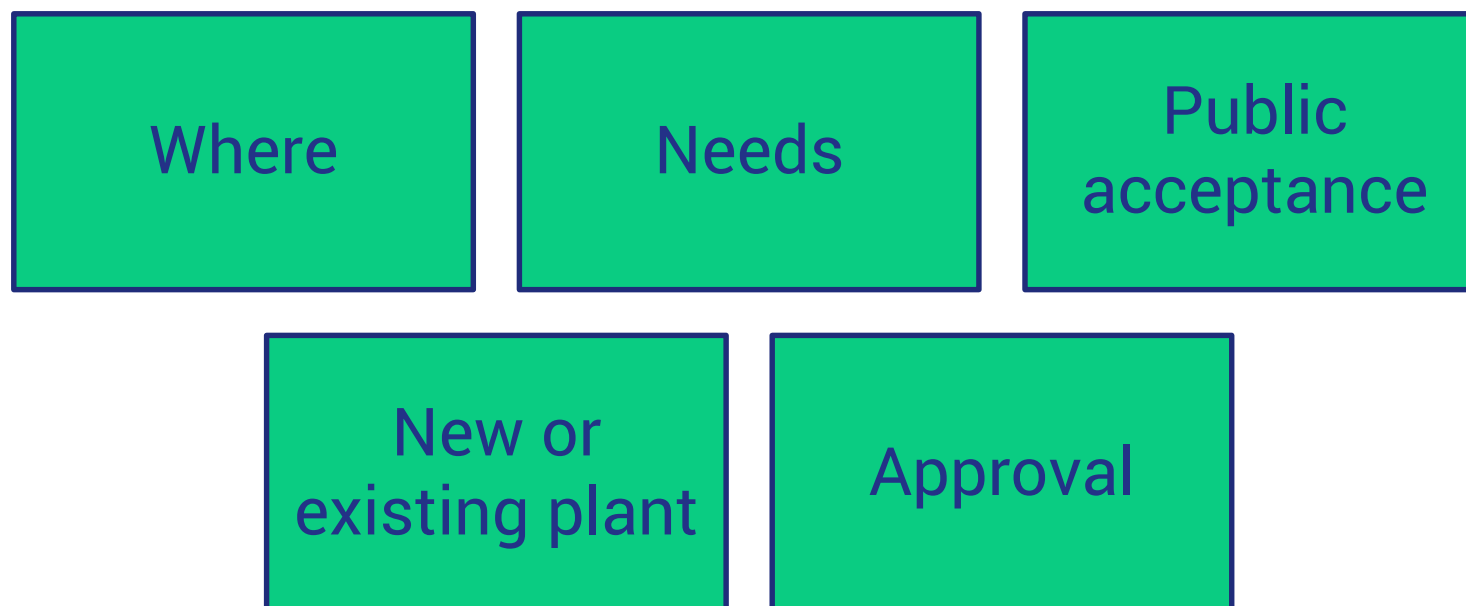 Where
Needs
Public
acceptance
New or
existing plant
Approval